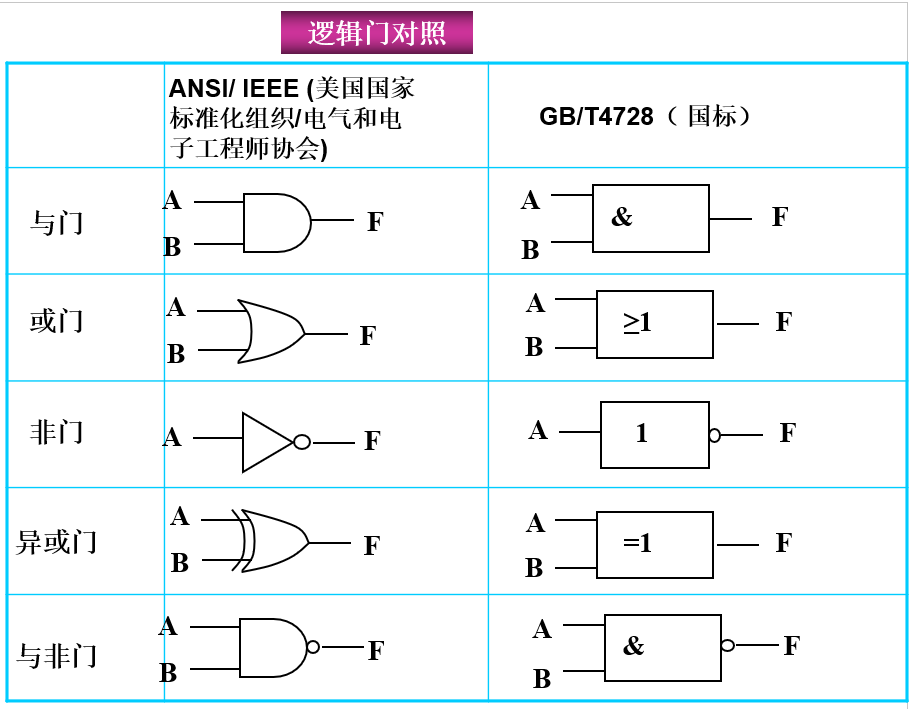 逻辑门对照
ANSI/ IEEE (美国国家
标准化组织/电气和电
子工程师协会)
GB/T4728（ 国标）
与门
A
B
F
A
B
&
F
或门
A
B
F
A
B
≥1
F
非门
A
F
A
1
F
异或门
A
B
F
A
B
=1
F
与非门
A
B
F
A
B
&
F